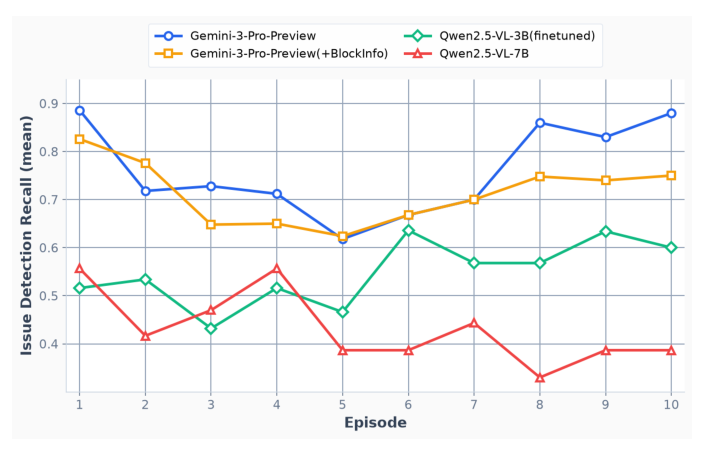 Gemini-3-Pro-Preview
Gemini-3-Pro-Preview(+BlockInfo)
Qwen2.5-VL-3B(finetuned)
Qwen2.5-VL-7B
Issue Detection Recall (mean)
0.9
0.8
0.7
0.6
0.5
0.4
1 2 3 4 5 6 7 8 9 10
Episode